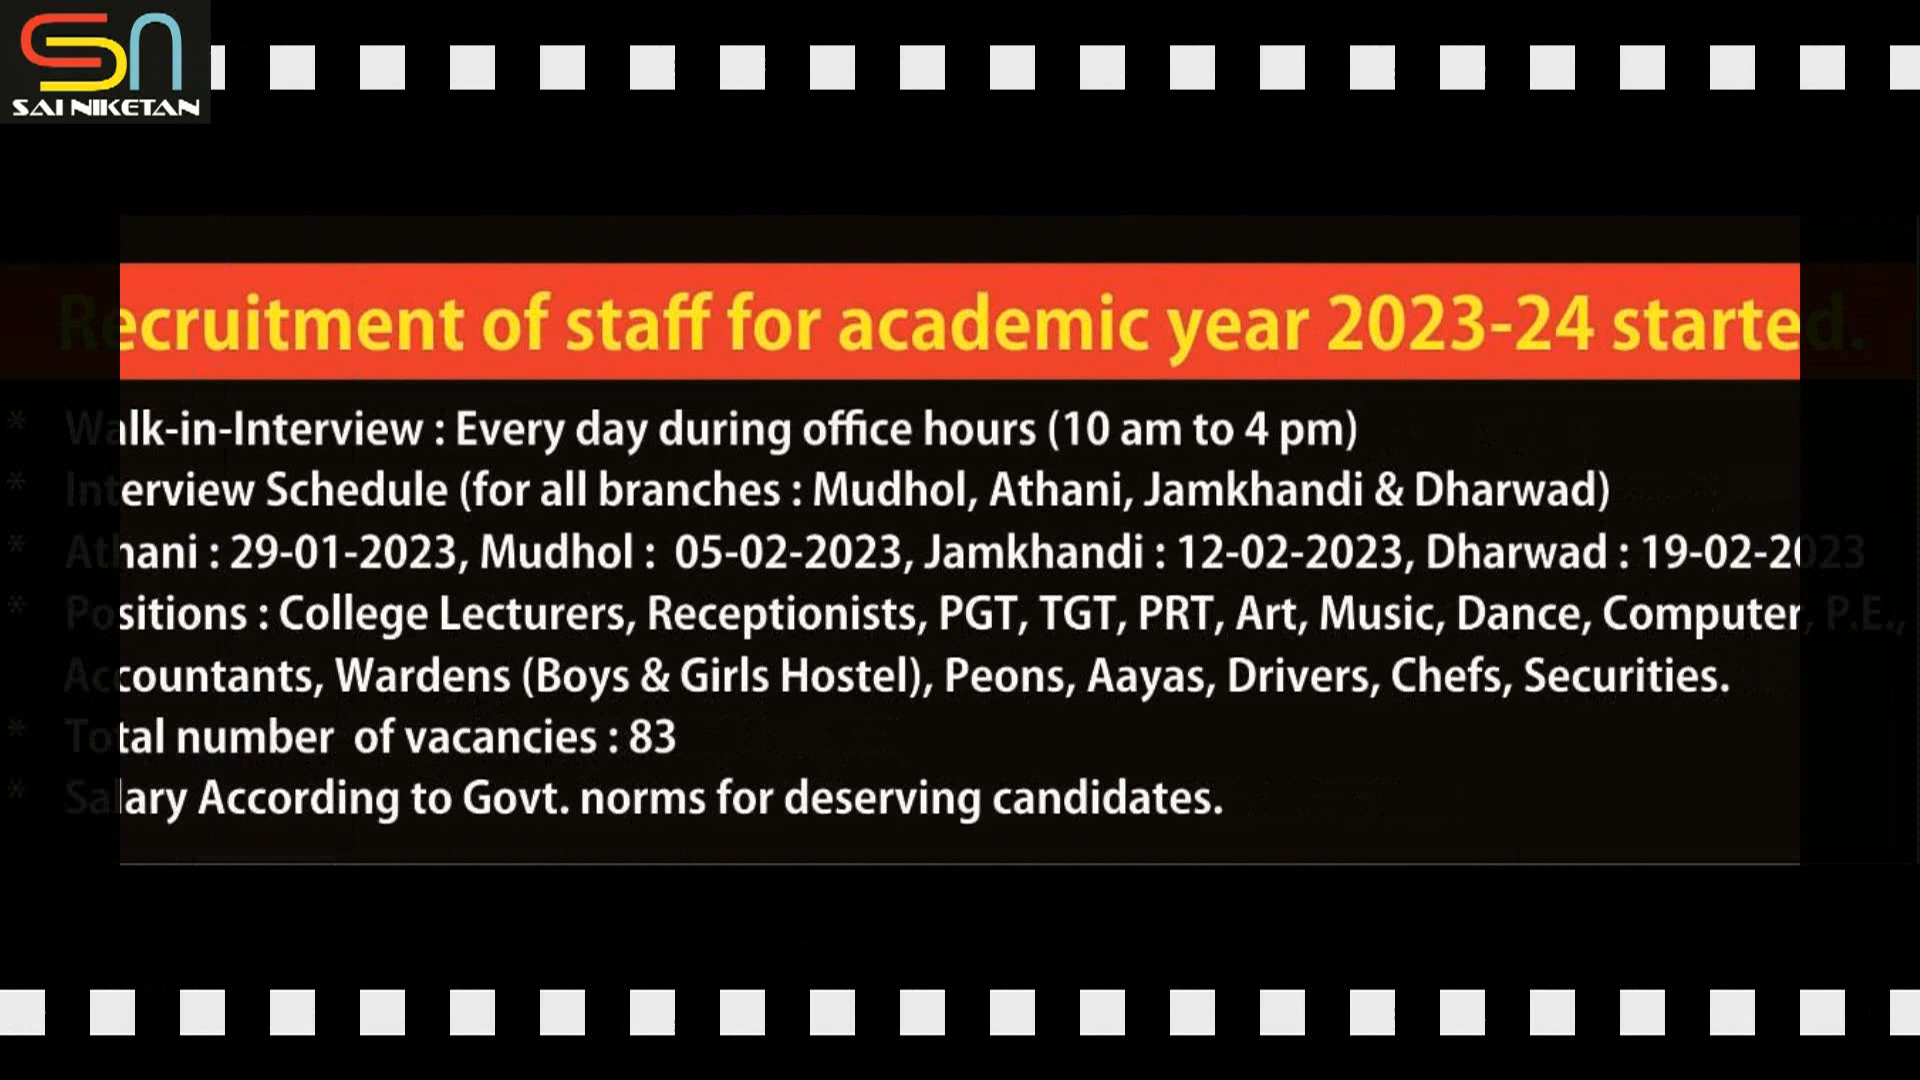 SN
SAI NIKETAN
Recruitment of staff for academic year 2023-24 started.
* Walk-in-Interview : Every day during office hours (10 am to 4 pm)
* Interview Schedule (for all branches : Mudhol, Athani, Jamkhandi & Dharwad)
* Athani : 29-01-2023, Mudhol : 05-02-2023, Jamkhandi : 12-02-2023, Dharwad : 19-02-2023
* Positions : College Lecturers, Receptionists, PGT, TGT, PRT, Art, Music, Dance, Computer, P.E.,
Accountants, Wardens (Boys & Girls Hostel), Peons, Aayas, Drivers, Chefs, Securities.
* Total number of vacancies : 83
* Salary According to Govt. norms for deserving candidates.